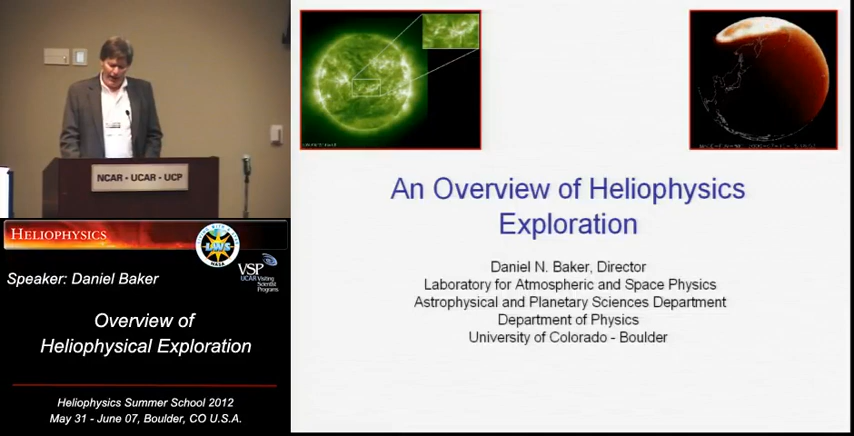 NCAR - UCAR - UCP
HELIOPHYSICS
LWS
NASA
VSP
UCAR Visiting
Scientist
Programs
Speaker: Daniel Baker
Overview of
Heliophysical Exploration
Heliophysics Summer School 2012
May 31 - June 07, Boulder, CO U.S.A.
An Overview of Heliophysics
Exploration
Daniel N. Baker, Director
Laboratory for Atmospheric and Space Physics
Astrophysical and Planetary Sciences Department
Department of Physics
University of Colorado - Boulder